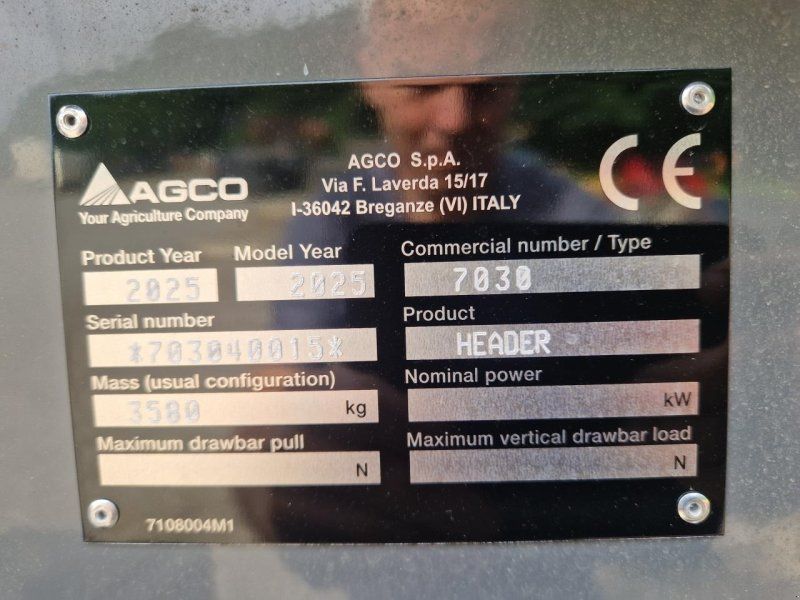 AGCO
Your Agriculture Company
AGCO S.p.A.
Via F. Laverda 15/17
I-36042 Breganze (VI) ITALY
CE
Product Year
2025
Model Year
2025
Commercial number / Type
7030
Serial number
*703040015*
Product
HEADER
Mass (usual configuration)
3580 kg
Nominal power
kW
Maximum drawbar pull
N
Maximum vertical drawbar load
N
7108004M1